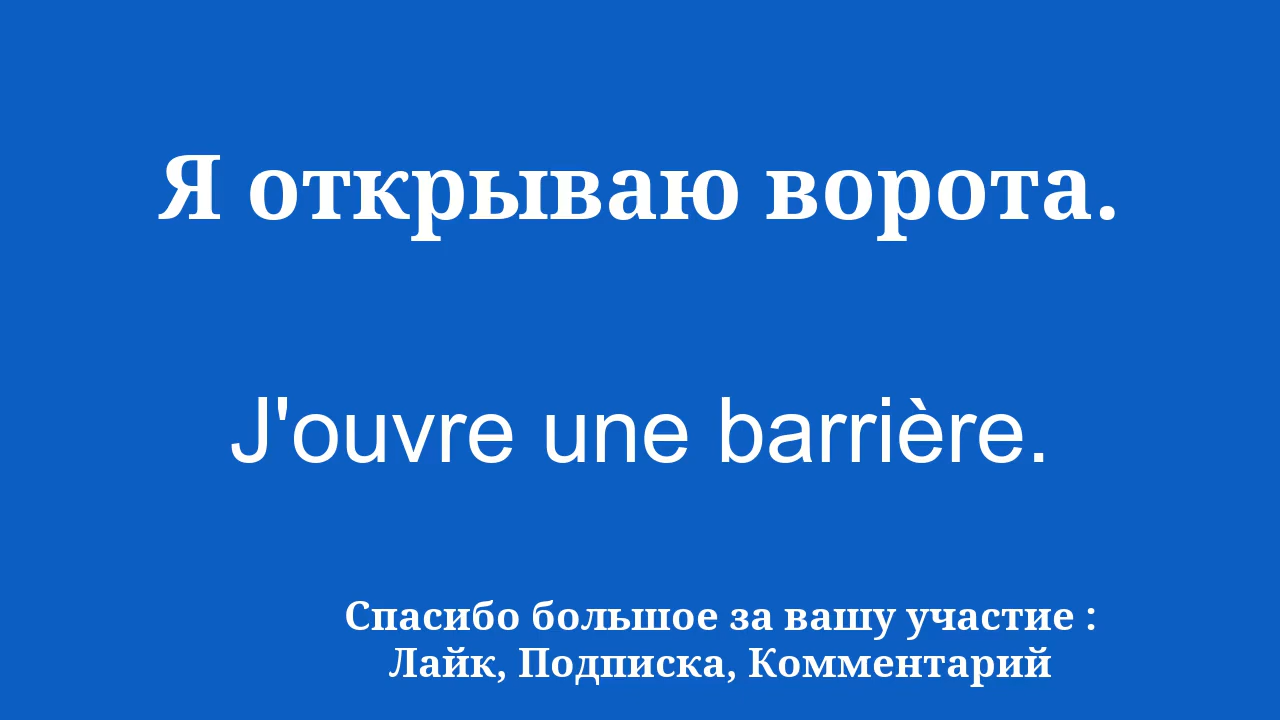 Я открываю ворота.
J'ouvre une barrière.
Спасибо большое за вашу участие :
Лайк, Подписка, Комментарий